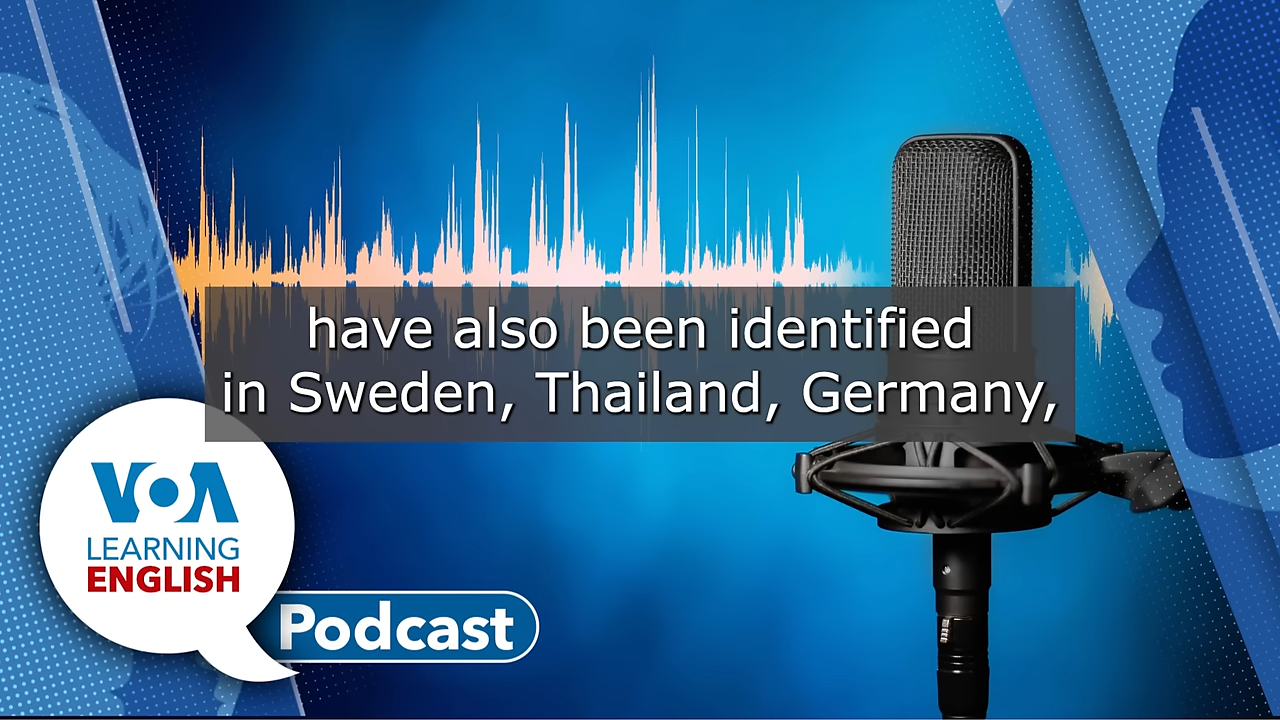 have also been identified
in Sweden, Thailand, Germany,
VOA
LEARNING
ENGLISH
Podcast